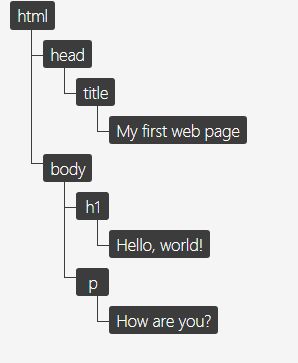 html
head
title
My first web page
body
h1
Hello, world!
p
How are you?